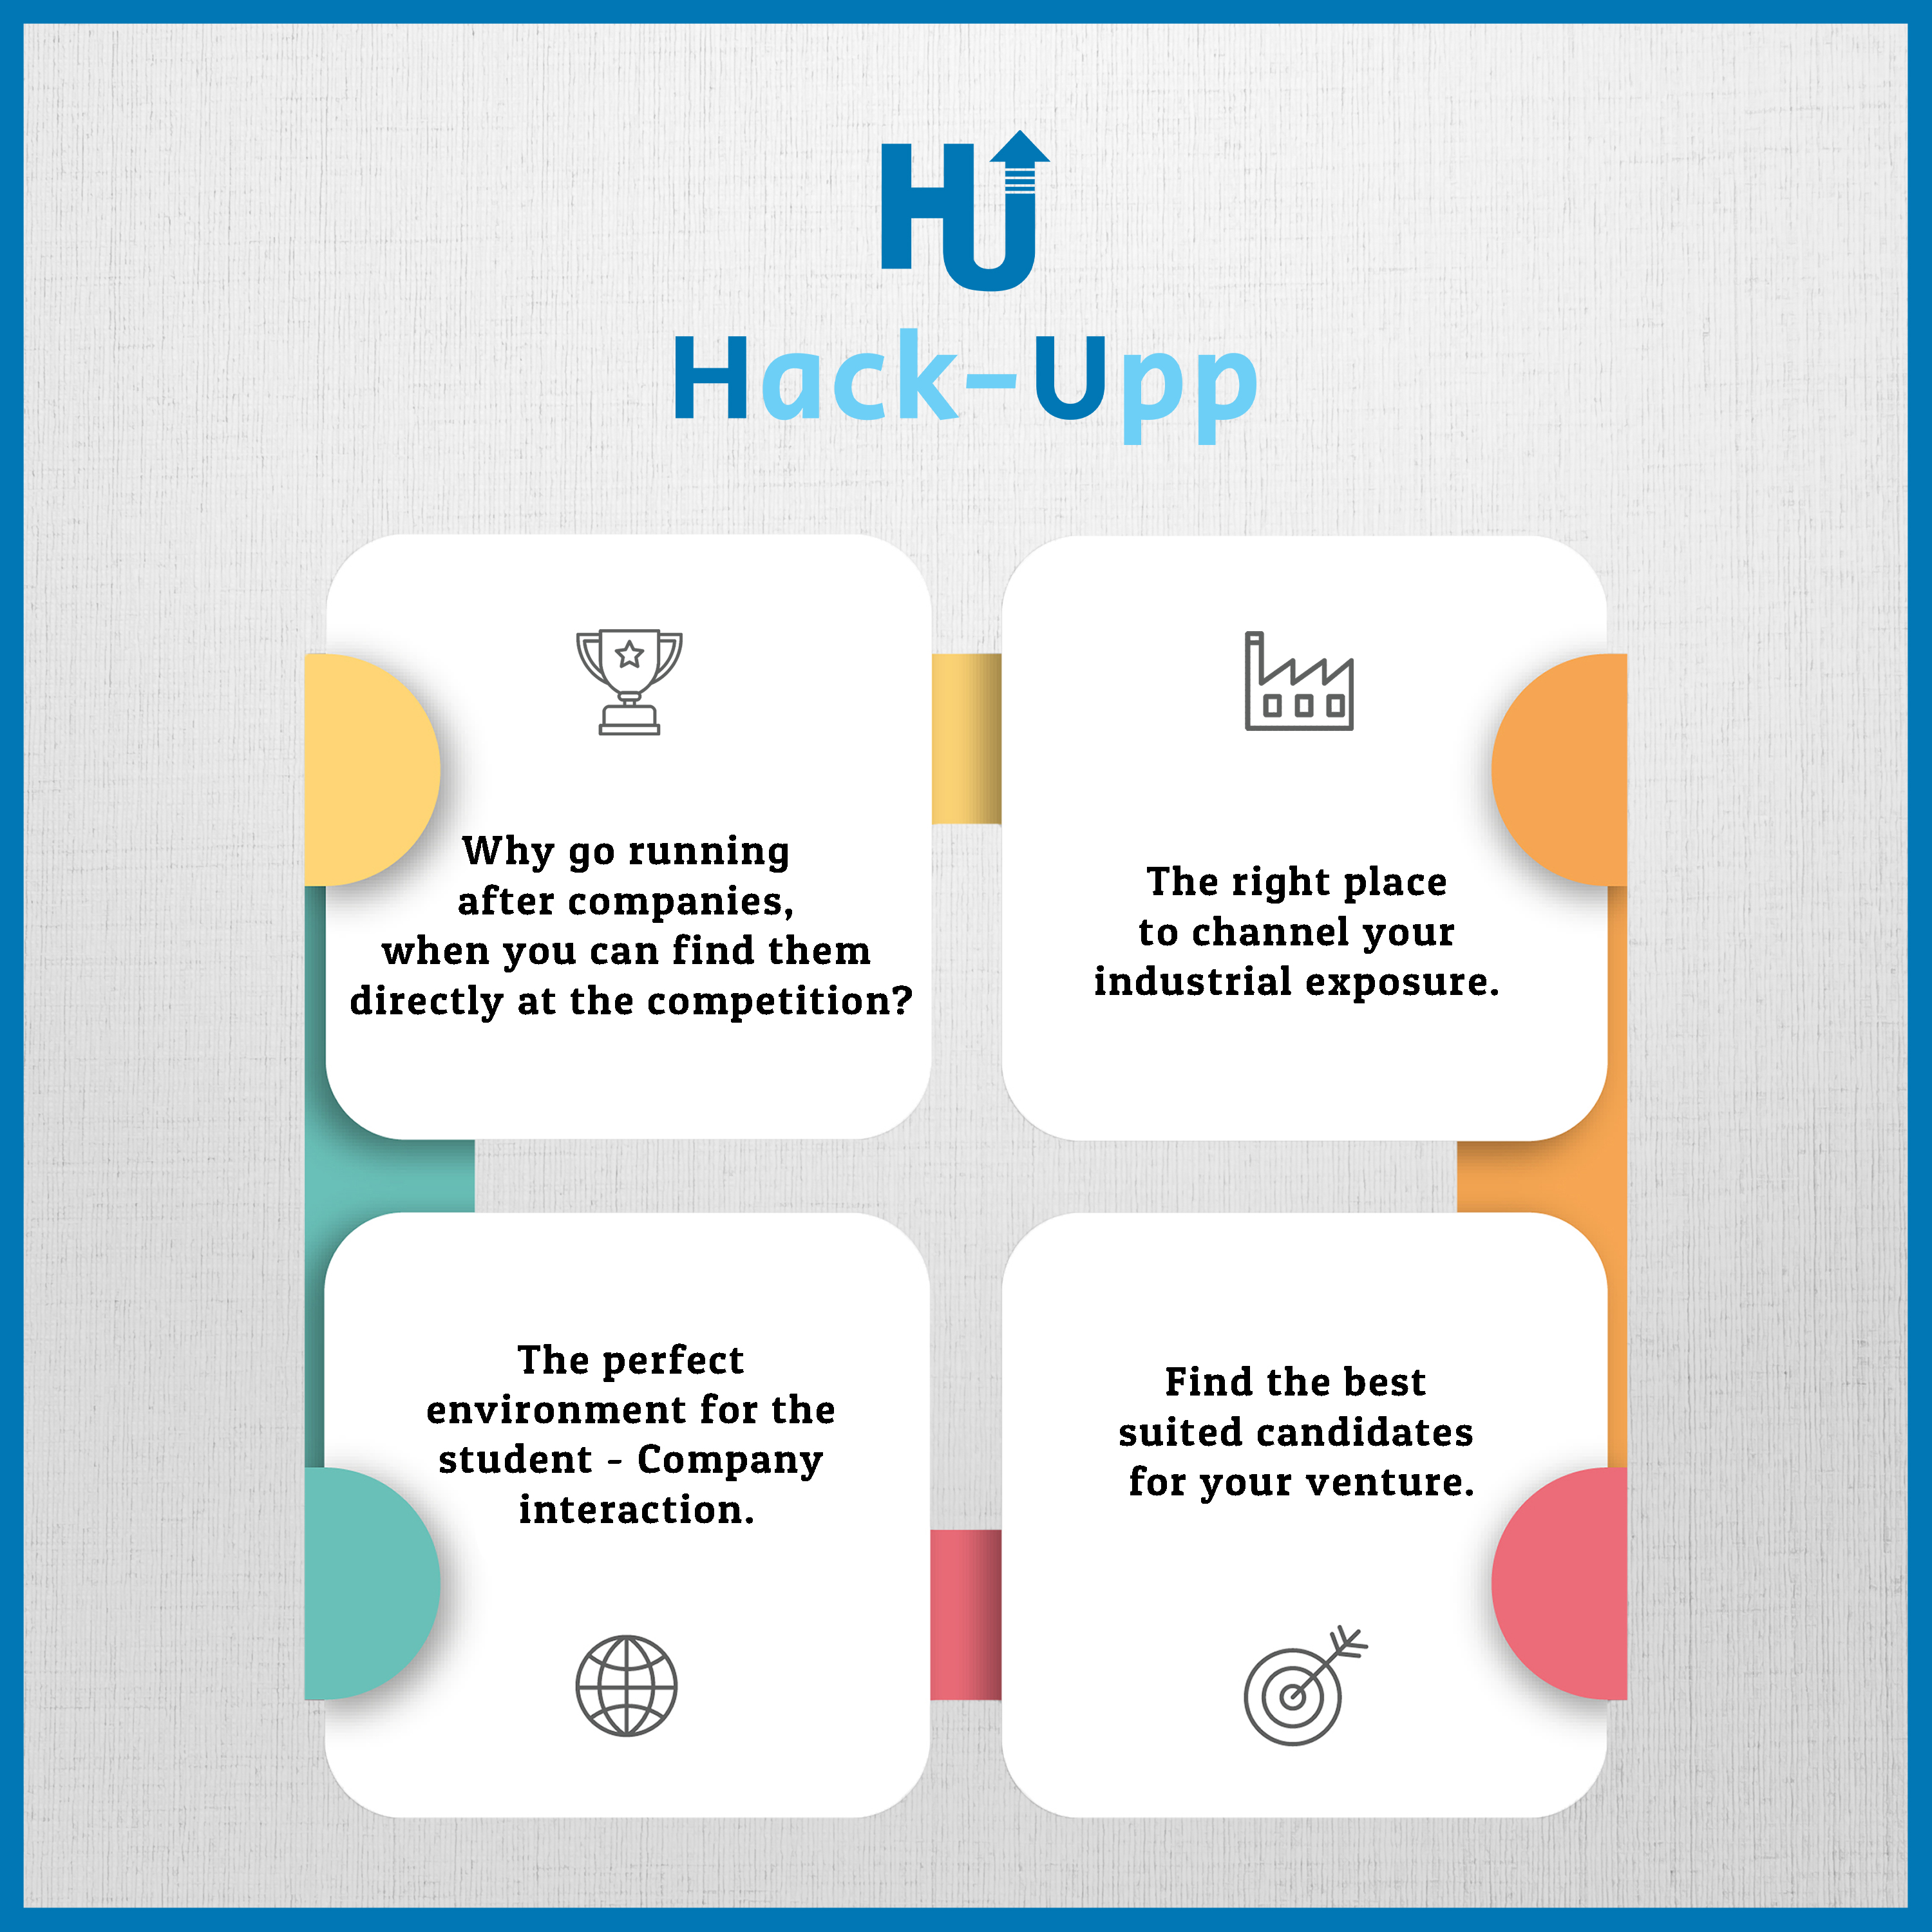 HU
Hack-Upp
Why go running
after companies,
when you can find them
directly at the competition?
The right place
to channel your
industrial exposure.
The perfect
environment for the
student - Company
interaction.
Find the best
suited candidates
for your venture.